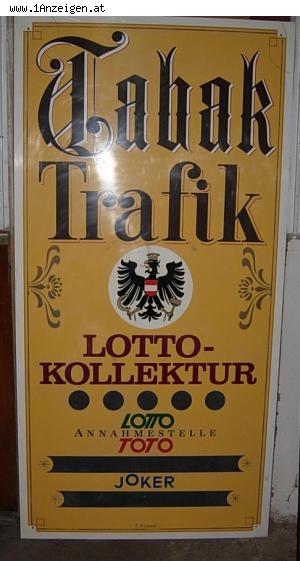 www.1Anzeigen.at
Tabak
Trafik
LOTTO-
KOLLEKTUR
LOTTO
ANNAHMESTELLE
TOTO
JOKER